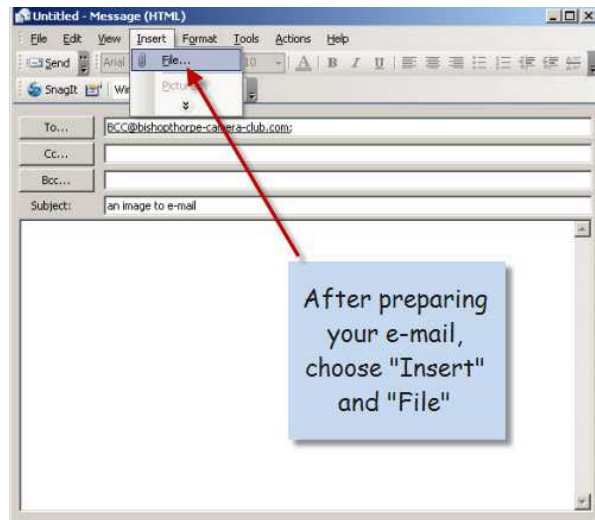 Untitled - Message (HTML)
File Edit View Insert Format Tools Actions Help
Send Arial File... 10 A B I U
SnagIt Picture
To... BCC@bishopthorpe-camera-club.com;
Cc...
Bcc...
Subject: an image to e-mail
After preparing
your e-mail,
choose "Insert"
and "File"